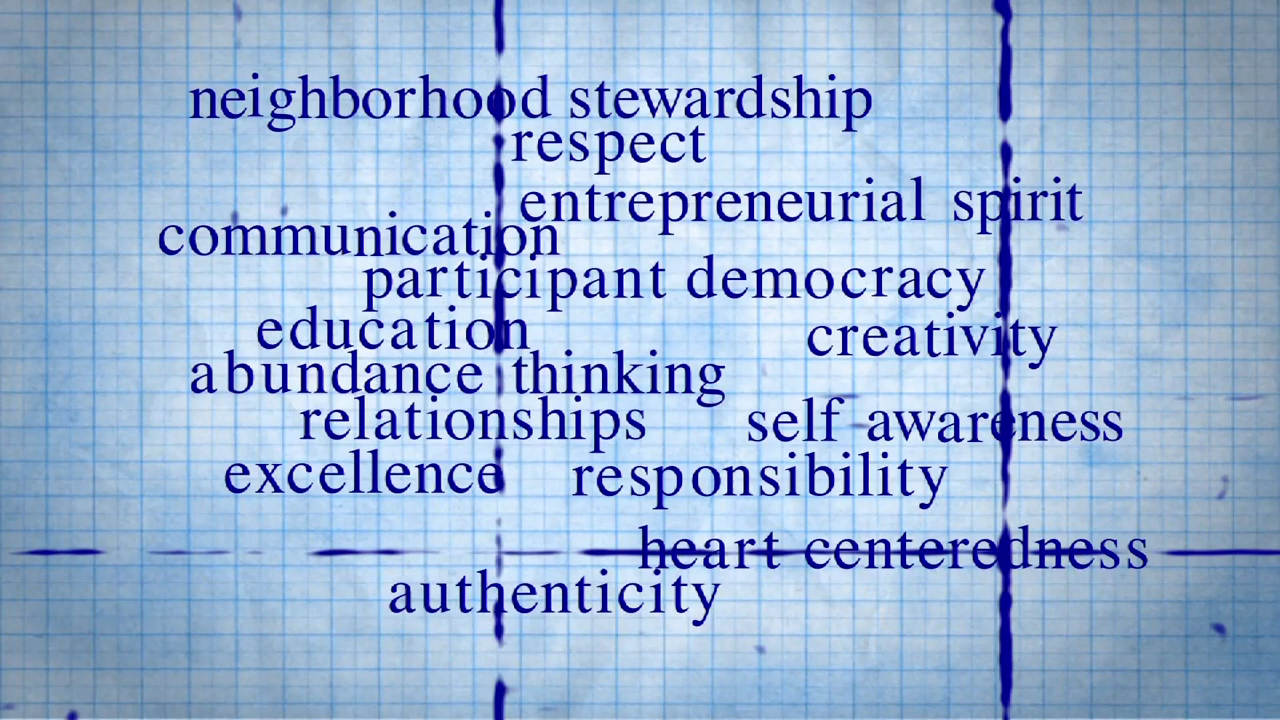 neighborhood stewardship
respect
entrepreneurial spirit
communication
participant democracy
education
creativity
abundance thinking
relationships
self awareness
excellence
responsibility
heart centeredness
authenticity